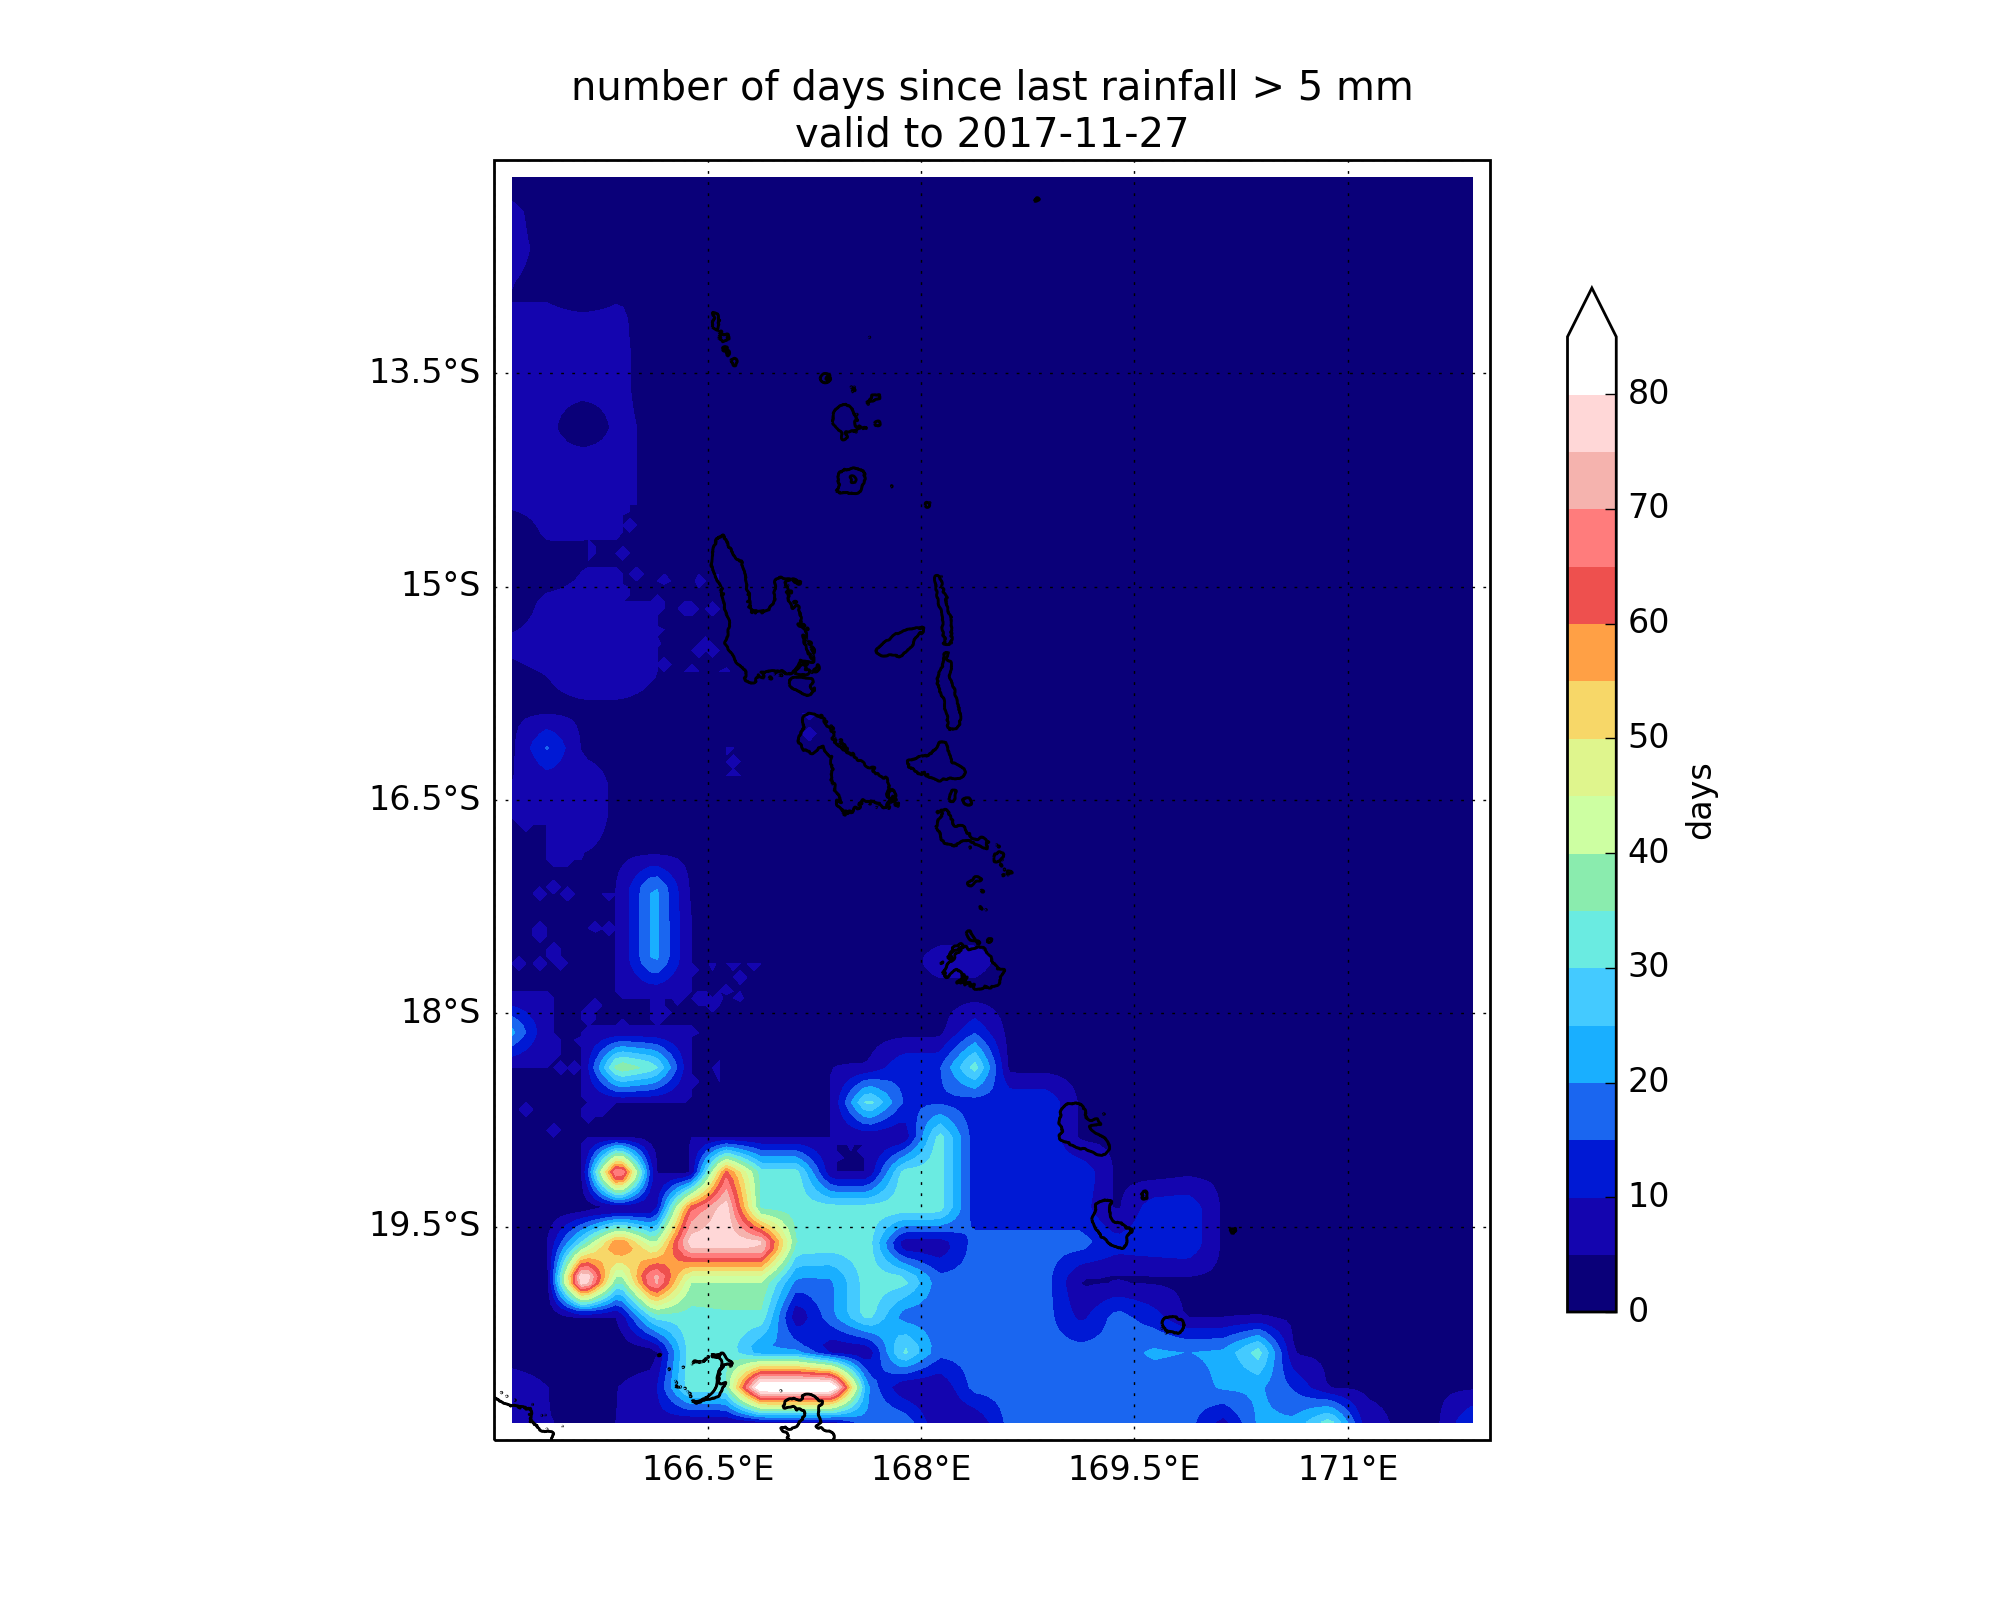 number of days since last rainfall > 5 mm
valid to 2017-11-27
13.5°S
15°S
16.5°S
18°S
19.5°S
166.5°E
168°E
169.5°E
171°E
80
70
60
50
40
30
20
10
0
days